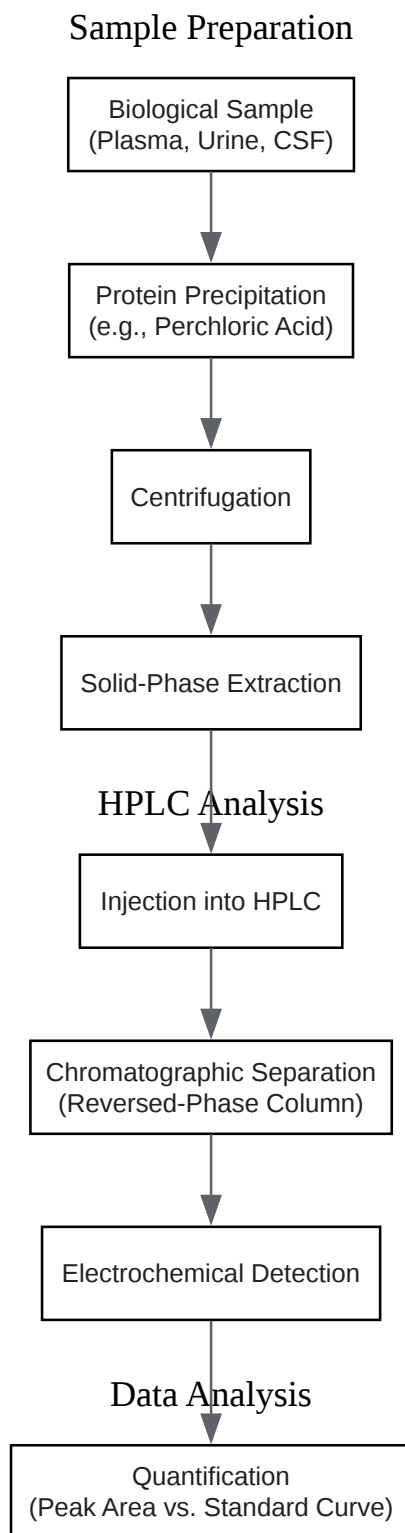 Sample Preparation
Biological Sample
(Plasma, Urine, CSF)
Protein Precipitation
(e.g., Perchloric Acid)
Centrifugation
Solid-Phase Extraction
HPLC Analysis
Injection into HPLC
Chromatographic Separation
(Reversed-Phase Column)
Electrochemical Detection
Data Analysis
Quantification
(Peak Area vs. Standard Curve)